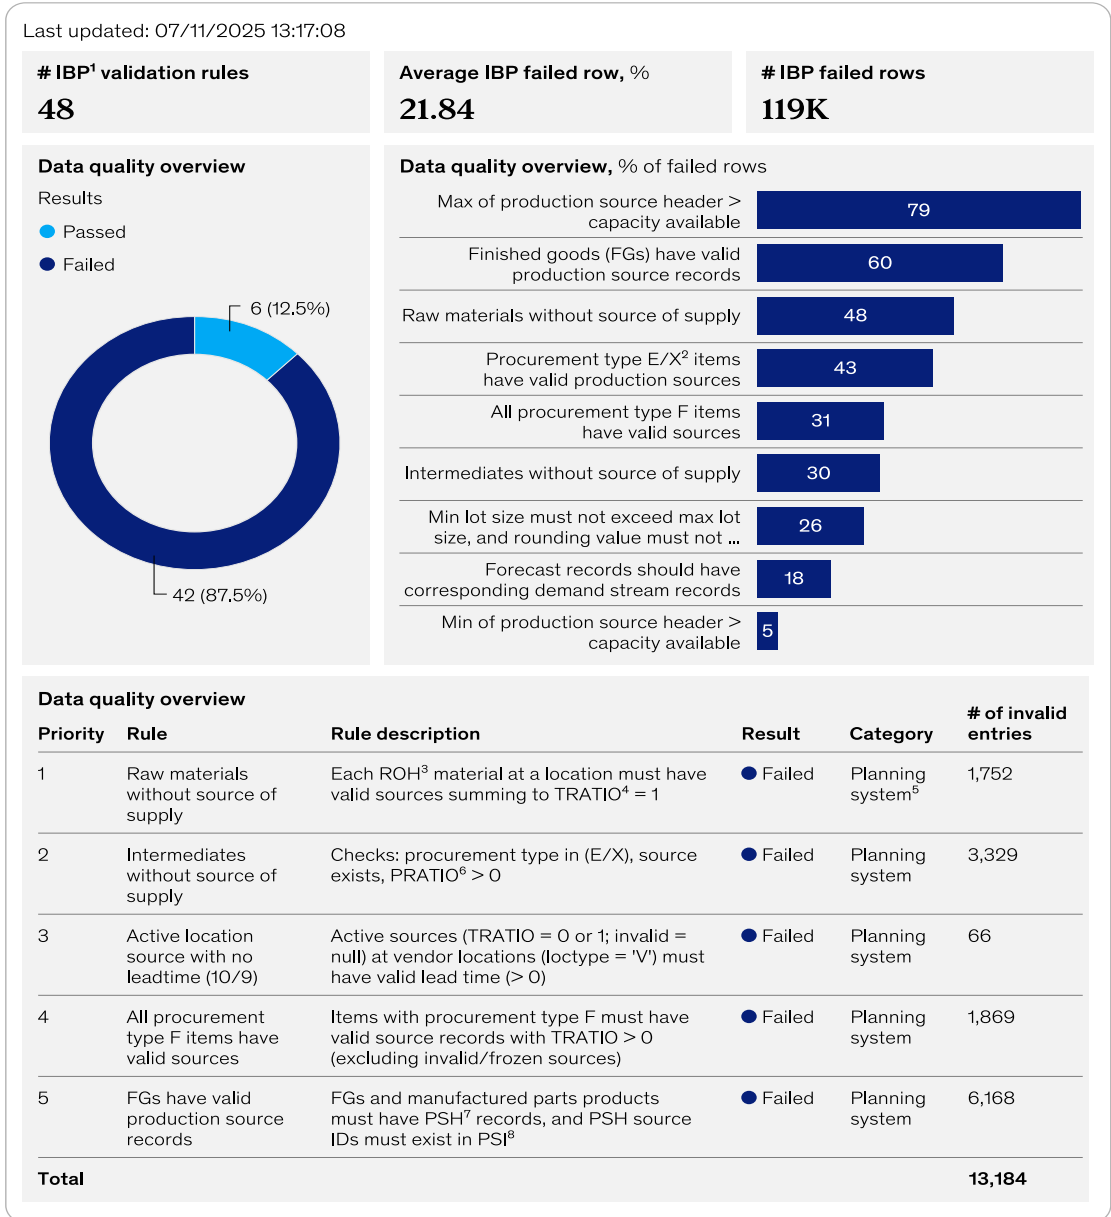 Last updated: 07/11/2025 13:17:08
# IBP¹ validation rules
48
Average IBP failed row, %
21.84
# IBP failed rows
119K
Data quality overview
Results
Passed
Failed
6 (12.5%)
42 (87.5%)
Data quality overview, % of failed rows
Max of production source header >
capacity available
79
Finished goods (FGs) have valid
production source records
60
Raw materials without source of supply
48
Procurement type E/X² items
have valid production sources
43
All procurement type F items
have valid sources
31
Intermediates without source of supply
30
Min lot size must not exceed max lot
size, and rounding value must not ...
26
Forecast records should have
corresponding demand stream records
18
Min of production source header >
capacity available
5
Data quality overview
Priority Rule Rule description Result Category # of invalid
entries
1 Raw materials Each ROH³ material at a location must have Failed Planning 1,752
without source of valid sources summing to TRATIO⁴ = 1 system⁵
supply
2 Intermediates Checks: procurement type in (E/X), source Failed Planning 3,329
without source of exists, PRATIO⁶ > 0 system
supply
3 Active location Active sources (TRATIO = 0 or 1; invalid = Failed Planning 66
source with no null) at vendor locations (loctype = 'V') must system
leadtime (10/9) have valid lead time (> 0)
4 All procurement Items with procurement type F must have Failed Planning 1,869
type F items have valid source records with TRATIO > 0 system
valid sources (excluding invalid/frozen sources)
5 FGs have valid FGs and manufactured parts products Failed Planning 6,168
production source must have PSH⁷ records, and PSH source system
records IDs must exist in PSI⁸
Total 13,184